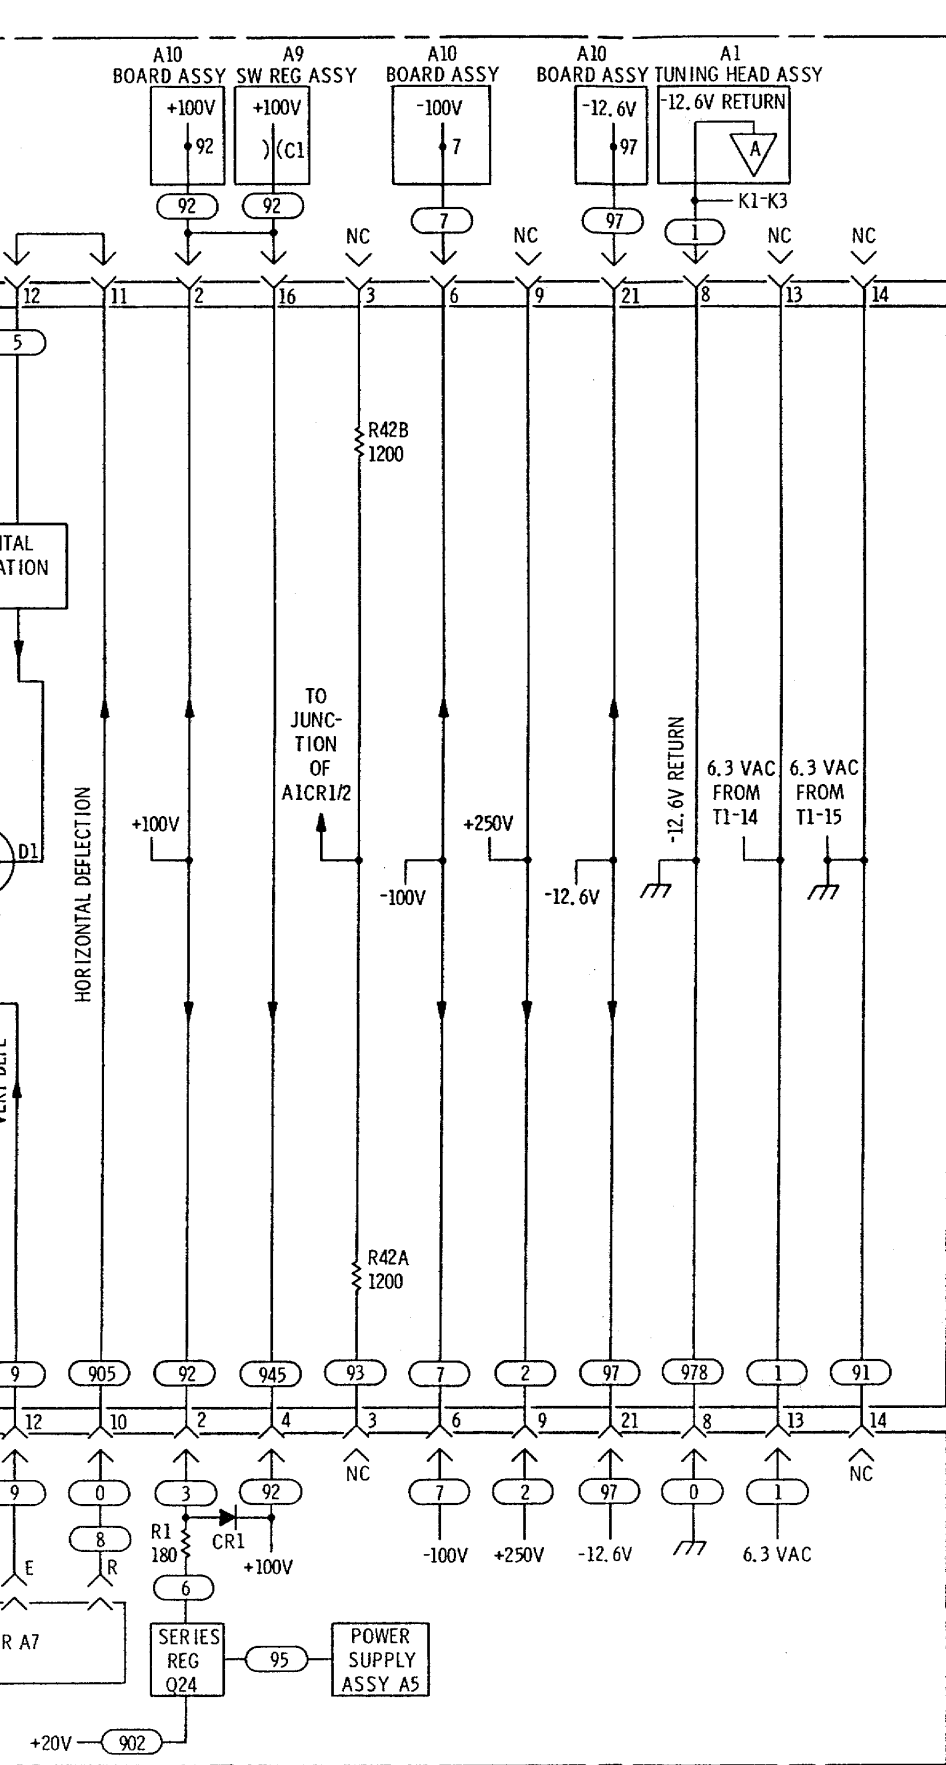 A10
BOARD ASSY
A9
SW REG ASSY
A10
BOARD ASSY
A10
BOARD ASSY
A1
TUNING HEAD ASSY
+100V
92
+100V
)(C1
-100V
7
-12.6V
97
-12.6V RETURN
A
92
92
7
97
K1-K3
1
NC
NC
NC
NC
12
11
2
16
3
6
9
21
8
13
14
5
R42B
1200
ITAL
ATION
TO
JUNC-
TION
OF
A1CR1/2
HORIZONTAL DEFLECTION
+100V
D1
-100V
+250V
-12.6V
-12.6V RETURN
6.3 VAC
FROM
T1-14
6.3 VAC
FROM
T1-15
VERT DEFL
R42A
1200
9
905
92
945
93
7
2
97
978
1
91
12
10
2
4
3
6
9
21
8
13
14
NC
NC
9
0
3
92
7
2
97
0
1
8
R1
180
CR1
+100V
-100V
+250V
-12.6V
6.3 VAC
E
R
6
R A7
SERIES
REG
Q24
95
POWER
SUPPLY
ASSY A5
+20V
902